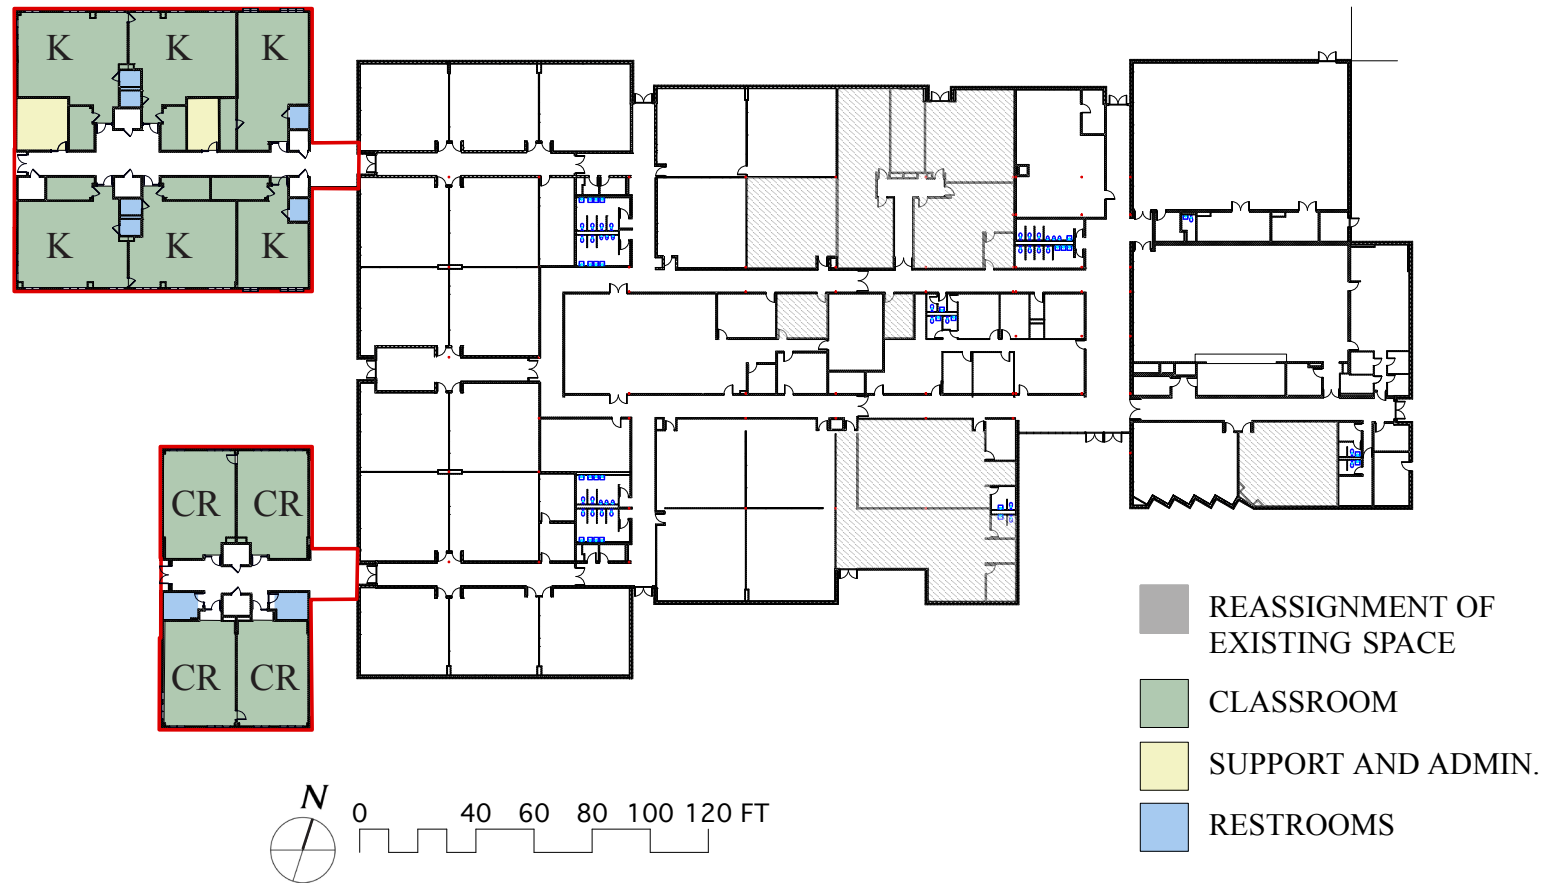 K K K
K K K
CR CR
CR CR
REASSIGNMENT OF
EXISTING SPACE
CLASSROOM
SUPPORT AND ADMIN.
RESTROOMS
N
0 40 60 80 100 120 FT